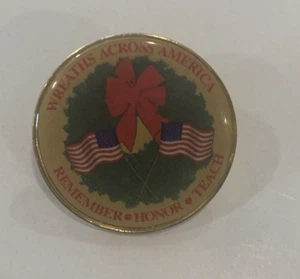 WREATHS ACROSS AMERICA
REMEMBER • HONOR • TEACH